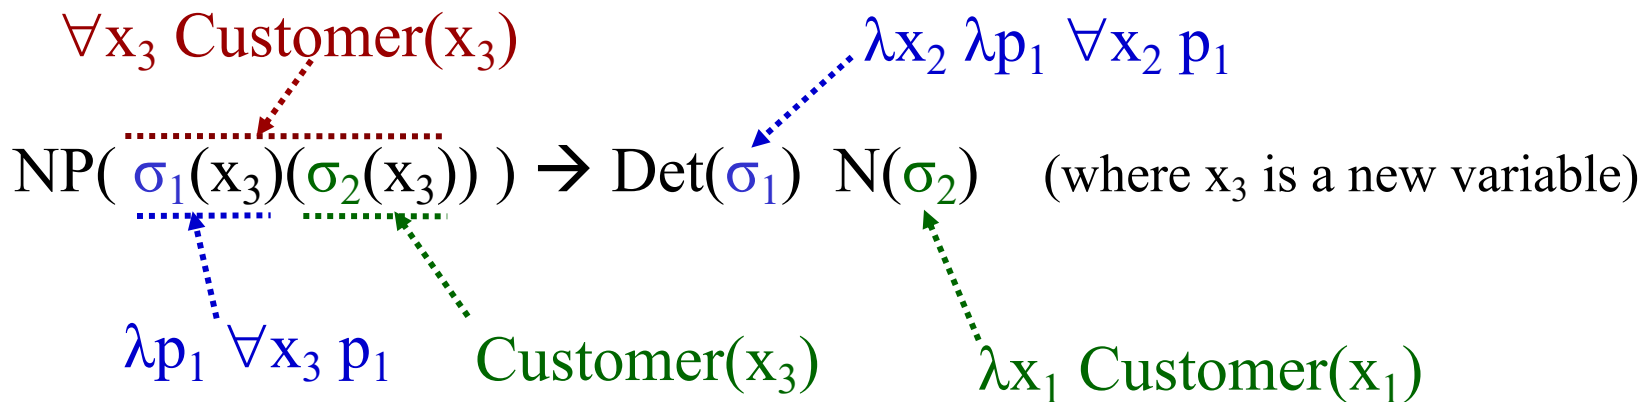 ∀x₃ Customer(x₃) λx₂ λp₁ ∀x₂ p₁
NP( σ₁(x₃)(σ₂(x₃)) ) → Det(σ₁) N(σ₂) (where x₃ is a new variable)
λp₁ ∀x₃ p₁ Customer(x₃) λx₁ Customer(x₁)